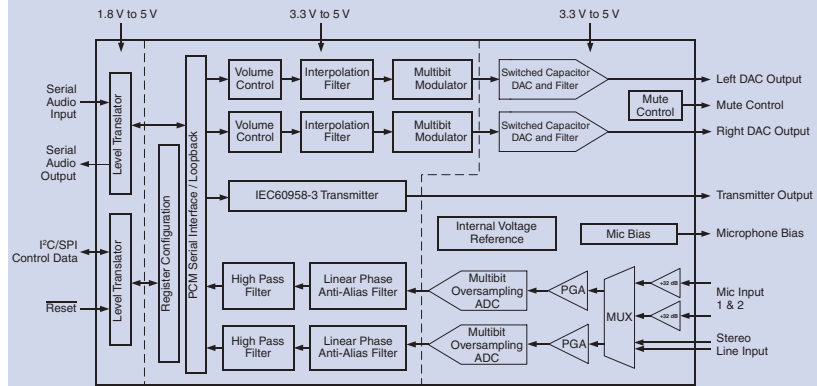 1.8 V to 5 V
3.3 V to 5 V
3.3 V to 5 V
Serial
Audio
Input
Serial
Audio
Output
I²C/SPI
Control Data
Reset
Level Translator
Level Translator
Register Configuration
PCM Serial Interface / Loopback
Volume
Control
Interpolation
Filter
Multibit
Modulator
Switched Capacitor
DAC and Filter
Left DAC Output
Mute
Control
Mute Control
Volume
Control
Interpolation
Filter
Multibit
Modulator
Switched Capacitor
DAC and Filter
Right DAC Output
IEC60958-3 Transmitter
Transmitter Output
Internal Voltage
Reference
Mic Bias
Microphone Bias
High Pass
Filter
Linear Phase
Anti-Alias Filter
Multibit
Oversampling
ADC
PGA
MUX
+32 dB
+32 dB
Mic Input
1 & 2
High Pass
Filter
Linear Phase
Anti-Alias Filter
Multibit
Oversampling
ADC
PGA
Stereo
Line Input